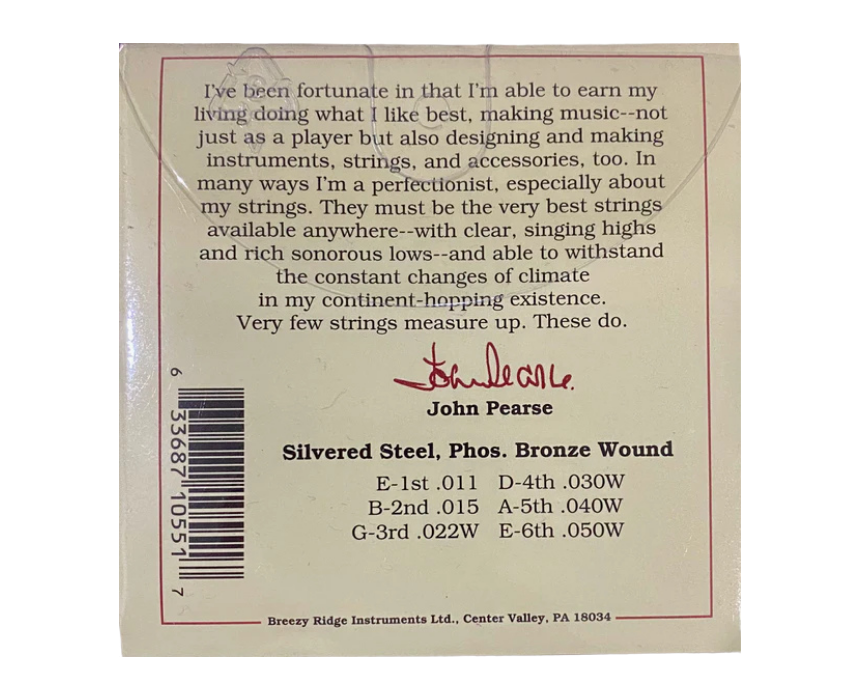 I've been fortunate in that I'm able to earn my
living doing what I like best, making music--not
just as a player but also designing and making
instruments, strings, and accessories, too. In
many ways I'm a perfectionist, especially about
my strings. They must be the very best strings
available anywhere--with clear, singing highs
and rich sonorous lows--and able to withstand
the constant changes of climate
in my continent-hopping existence.
Very few strings measure up. These do.
John Pearse
John Pearse
Silvered Steel, Phos. Bronze Wound
E-1st .011 D-4th .030W
B-2nd .015 A-5th .040W
G-3rd .022W E-6th .050W
6 33687 10551 7
Breezy Ridge Instruments Ltd., Center Valley, PA 18034